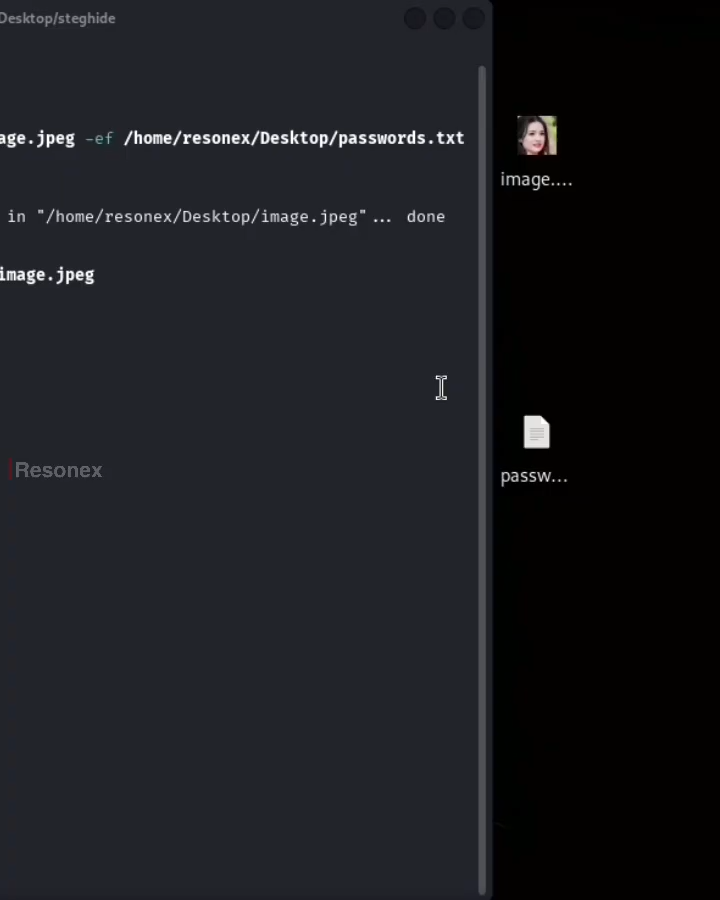 Desktop/steghide
age.jpeg -ef /home/resonex/Desktop/passwords.txt
image....
in "/home/resonex/Desktop/image.jpeg"... done
image.jpeg
Resonex
passw...